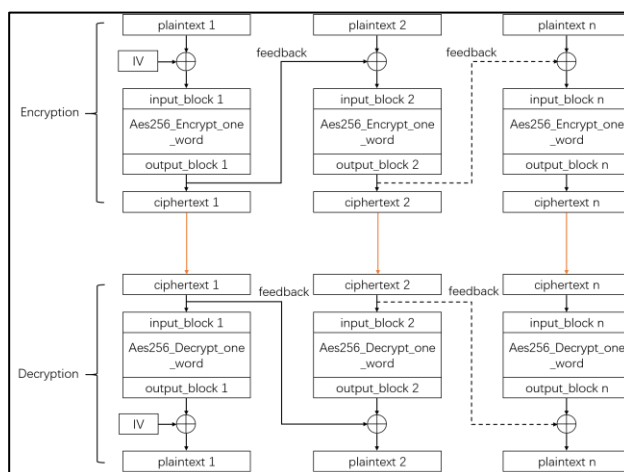 plaintext 1 plaintext 2 plaintext n
IV feedback feedback
input_block 1 input_block 2 input_block n
Encryption Aes256_Encrypt_one Aes256_Encrypt_one Aes256_Encrypt_one
_word _word _word
output_block 1 output_block 2 output_block n
ciphertext 1 ciphertext 2 ciphertext n
ciphertext 1 ciphertext 2 ciphertext n
feedback feedback
input_block 1 input_block 2 input_block n
Decryption Aes256_Decrypt_one Aes256_Decrypt_one Aes256_Decrypt_one
_word _word _word
output_block 1 output_block 2 output_block n
IV
plaintext 1 plaintext 2 plaintext n